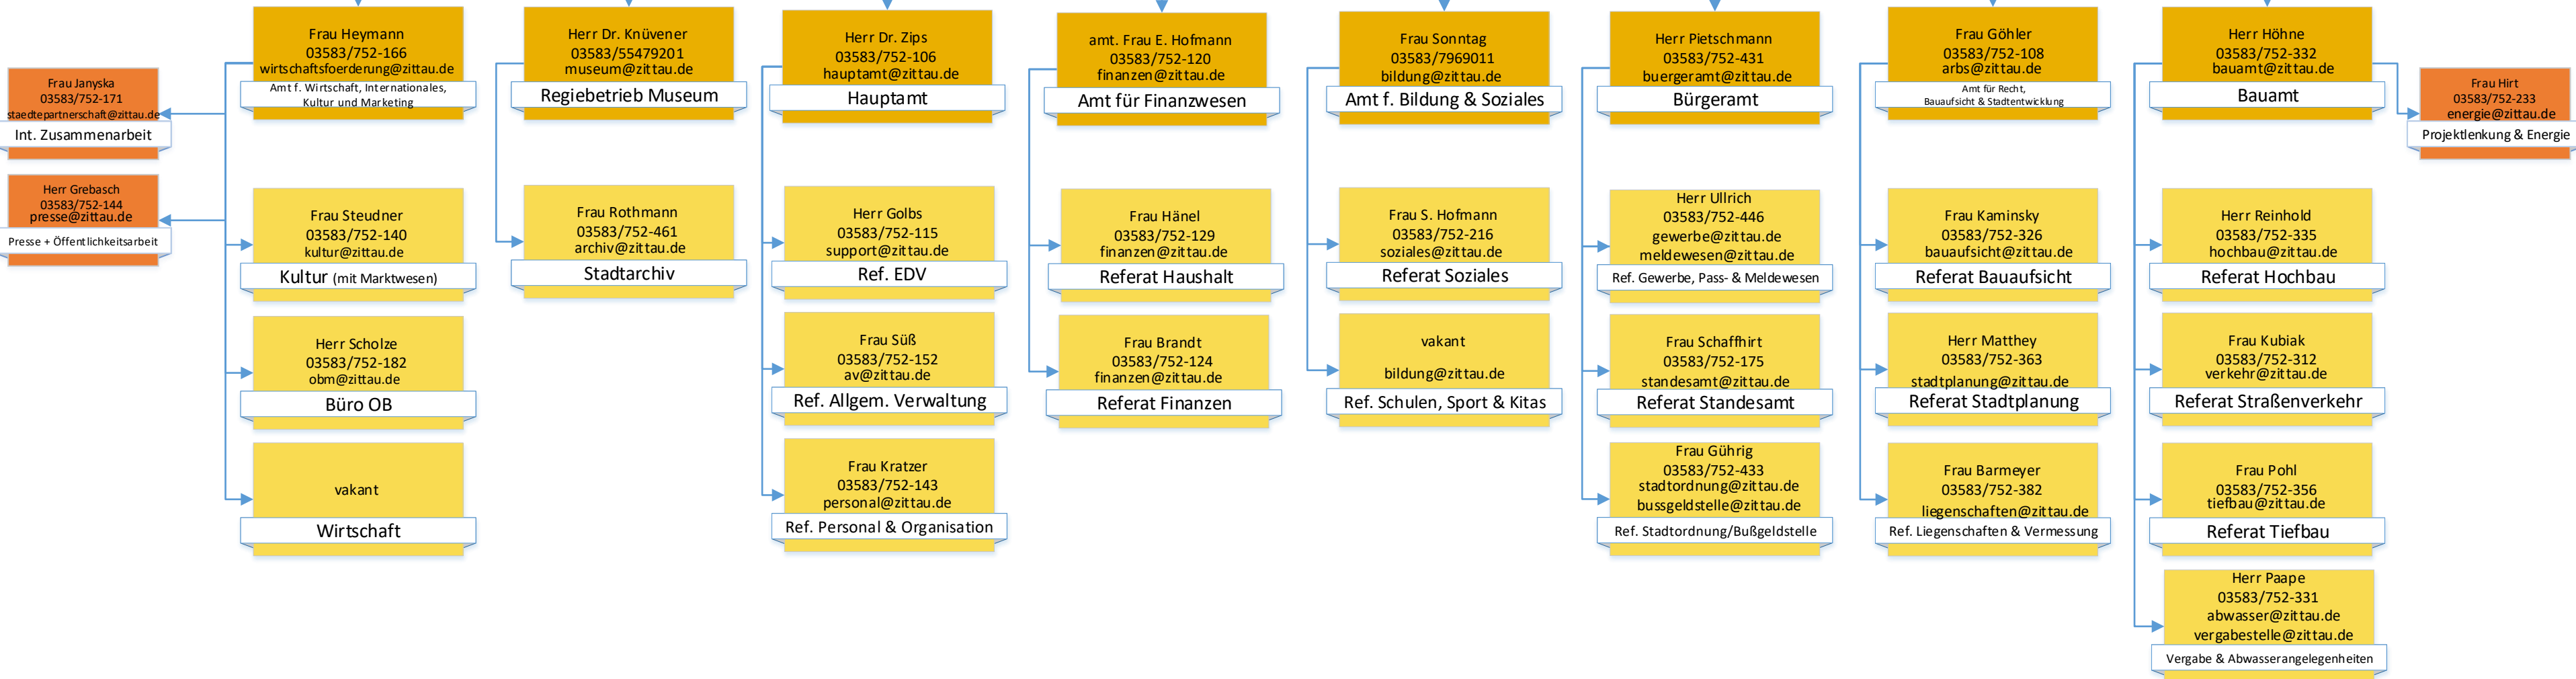 Frau Janyska
03583/752-171
staedtepartnerschaft@zittau.de
Int. Zusammenarbeit
Herr Grebasch
03583/752-144
presse@zittau.de
Presse + Öffentlichkeitsarbeit
Frau Heymann
03583/752-166
wirtschaftsfoerderung@zittau.de
Amt f. Wirtschaft, Internationales,
Kultur und Marketing
Frau Steudner
03583/752-140
kultur@zittau.de
Kultur (mit Marktwesen)
Herr Scholze
03583/752-182
obm@zittau.de
Büro OB
vakant
Wirtschaft
Herr Dr. Knüvener
03583/55479201
museum@zittau.de
Regiebetrieb Museum
Frau Rothmann
03583/752-461
archiv@zittau.de
Stadtarchiv
Herr Dr. Zips
03583/752-106
hauptamt@zittau.de
Hauptamt
Herr Golbs
03583/752-115
support@zittau.de
Ref. EDV
Frau Süß
03583/752-152
av@zittau.de
Ref. Allgem. Verwaltung
Frau Kratzer
03583/752-143
personal@zittau.de
Ref. Personal & Organisation
amt. Frau E. Hofmann
03583/752-120
finanzen@zittau.de
Amt für Finanzwesen
Frau Hänel
03583/752-129
finanzen@zittau.de
Referat Haushalt
Frau Brandt
03583/752-124
finanzen@zittau.de
Referat Finanzen
Frau Sonntag
03583/7969011
bildung@zittau.de
Amt f. Bildung & Soziales
Frau S. Hofmann
03583/752-216
soziales@zittau.de
Referat Soziales
vakant
bildung@zittau.de
Ref. Schulen, Sport & Kitas
Herr Pietschmann
03583/752-431
buergeramt@zittau.de
Bürgeramt
Herr Ullrich
03583/752-446
gewerbe@zittau.de
meldewesen@zittau.de
Ref. Gewerbe, Pass- & Meldewesen
Frau Schaffhirt
03583/752-175
standesamt@zittau.de
Referat Standesamt
Frau Gührig
03583/752-433
stadtordnung@zittau.de
bussgeldstelle@zittau.de
Ref. Stadtordnung/Bußgeldstelle
Frau Göhler
03583/752-108
arbs@zittau.de
Amt für Recht,
Bauaufsicht & Stadtentwicklung
Frau Kaminsky
03583/752-326
bauaufsicht@zittau.de
Referat Bauaufsicht
Herr Matthey
03583/752-363
stadtplanung@zittau.de
Referat Stadtplanung
Frau Barmeyer
03583/752-382
liegenschaften@zittau.de
Ref. Liegenschaften & Vermessung
Herr Höhne
03583/752-332
bauamt@zittau.de
Bauamt
Herr Reinhold
03583/752-335
hochbau@zittau.de
Referat Hochbau
Frau Kubiak
03583/752-312
verkehr@zittau.de
Referat Straßenverkehr
Frau Pohl
03583/752-356
tiefbau@zittau.de
Referat Tiefbau
Herr Paape
03583/752-331
abwasser@zittau.de
vergabestelle@zittau.de
Vergabe & Abwasserangelegenheiten
Frau Hirt
03583/752-233
energie@zittau.de
Projektlenkung & Energie